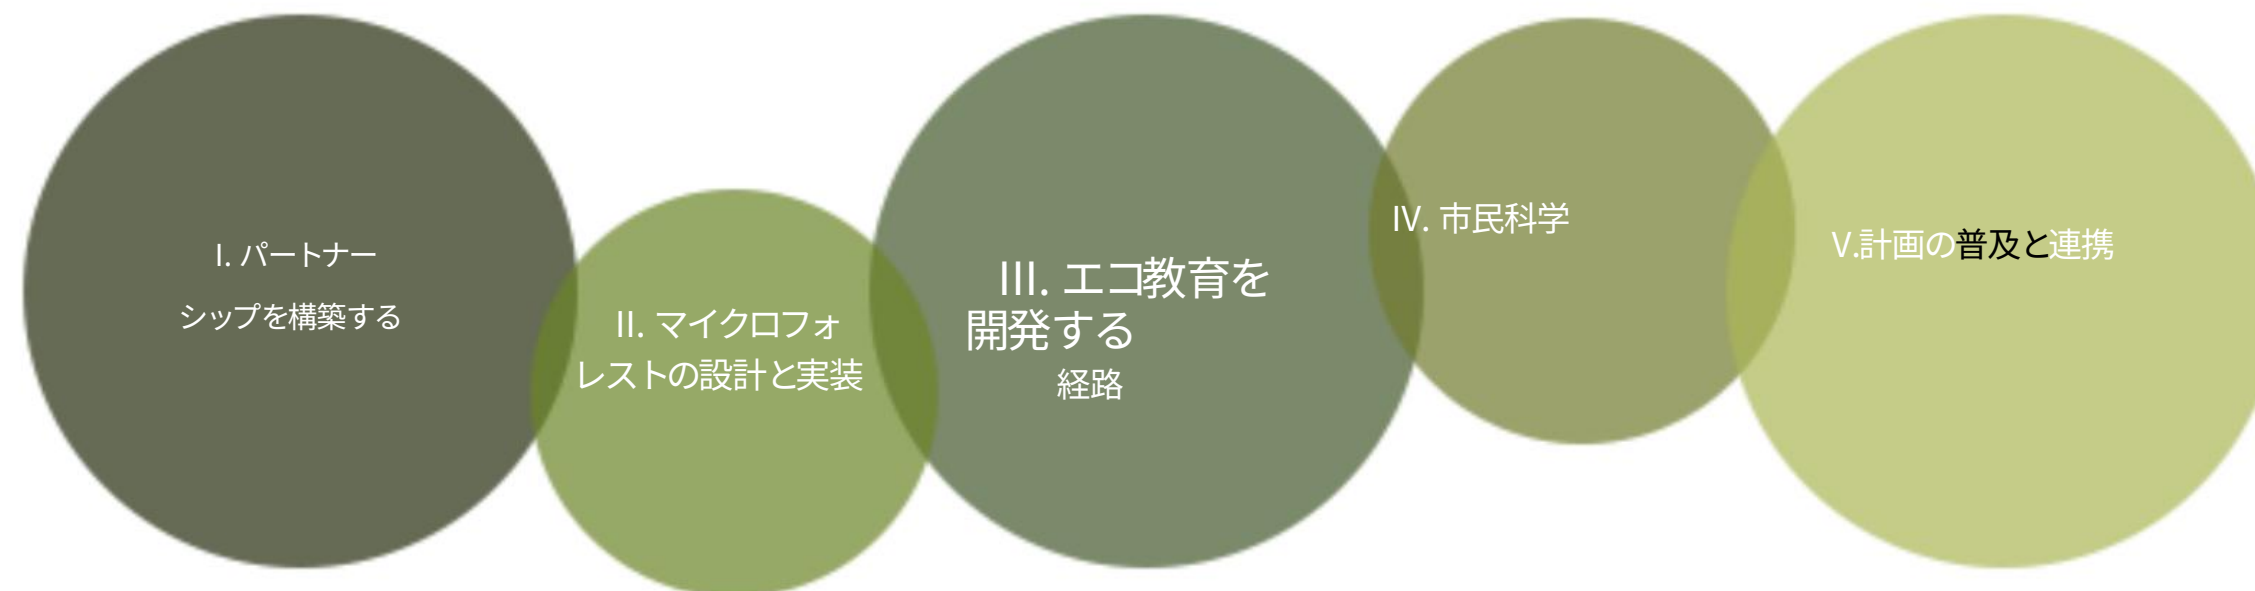 I. パートナー
シップを構築する
II. マイクロフォ
レストの設計と実装
III. エコ教育を
開発する
経路
IV. 市民科学
V.計画の普及と連携